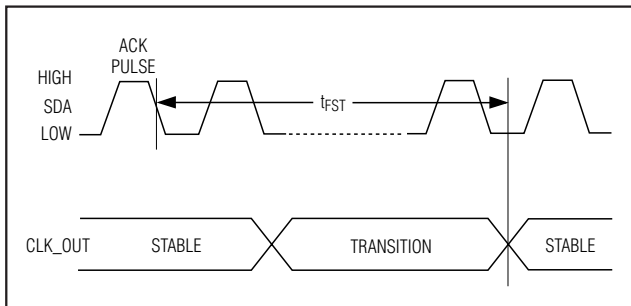 ACK
PULSE
HIGH
SDA
LOW
tFST
CLK_OUT
STABLE
TRANSITION
STABLE